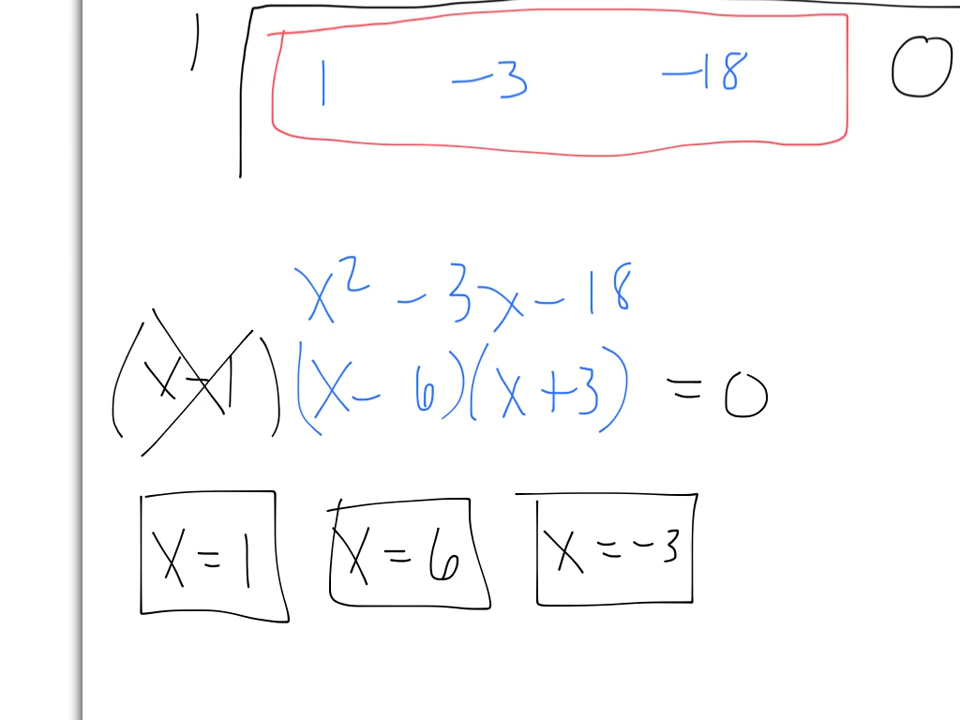 1 1 -3 -18 0
x² - 3x - 18
(x-1)(x- 6)(x+3) = 0
x = 1 x = 6 x = -3